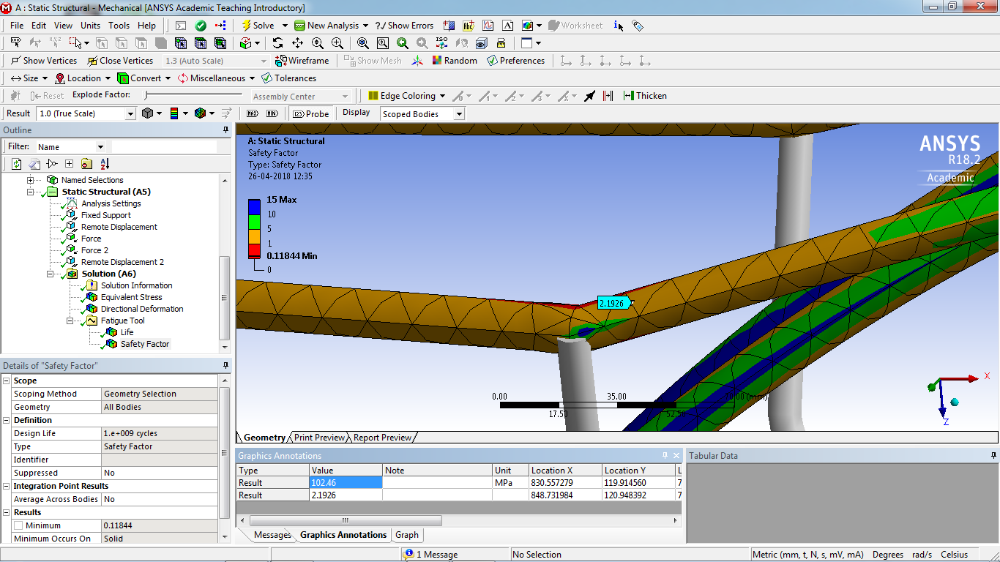 A : Static Structural - Mechanical [ANSYS Academic Teaching Introductory]
File Edit View Units Tools Help Solve New Analysis ?/ Show Errors Worksheet
Show Vertices Close Vertices 1.3 (Auto Scale) Wireframe Show Mesh Random Preferences
Size Location Convert Miscellaneous Tolerances
Reset Explode Factor: Assembly Center Edge Coloring Thicken
Result 1.0 (True Scale) MAX MIN Probe Display Scoped Bodies
Outline
Filter: Name
Named Selections
Static Structural (A5)
Analysis Settings
Fixed Support
Remote Displacement
Force
Force 2
Remote Displacement 2
Solution (A6)
Solution Information
Equivalent Stress
Directional Deformation
Fatigue Tool
Life
Safety Factor
Details of "Safety Factor"
Scope
Scoping Method Geometry Selection
Geometry All Bodies
Definition
Design Life 1.e+009 cycles
Type Safety Factor
Identifier
Suppressed No
Integration Point Results
Average Across Bodies No
Results
Minimum 0.11844
Minimum Occurs On Solid
A: Static Structural
Safety Factor
Type: Safety Factor
26-04-2018 12:35
15 Max
10
5
1
0.11844 Min
0
ANSYS
R18.2
Academic
2.1926
0.00 35.00 (mm)
17.50 52.50
X
Z
Geometry Print Preview Report Preview
Graphics Annotations
Type Value Note Unit Location X Location Y L
Result 102.46 MPa 830.557279 119.914560 7
Result 2.1926 848.731984 120.948392 7
Messages Graphics Annotations Graph
Tabular Data
1 Message No Selection Metric (mm, t, N, s, mV, mA) Degrees rad/s Celsius